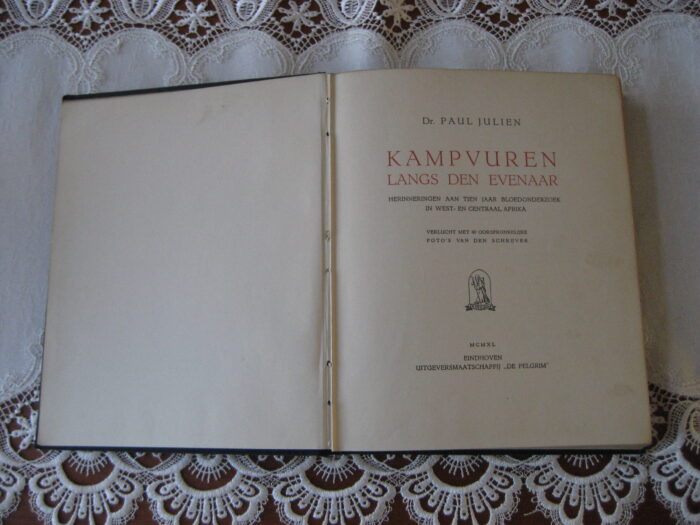 Dr. PAUL JULIEN
KAMPVUREN
LANGS DEN EVENAAR
HERINNERINGEN AAN TIEN JAAR BLOEDONDERZOEK
IN WEST- EN CENTRAAL AFRIKA
VERLUCHT MET 40 OORSPRONKELIJKE
FOTO'S VAN DEN SCHRIJVER
MCMXL
EINDHOVEN
UITGEVERSMAATSCHAPPIJ „DE PELGRIM"